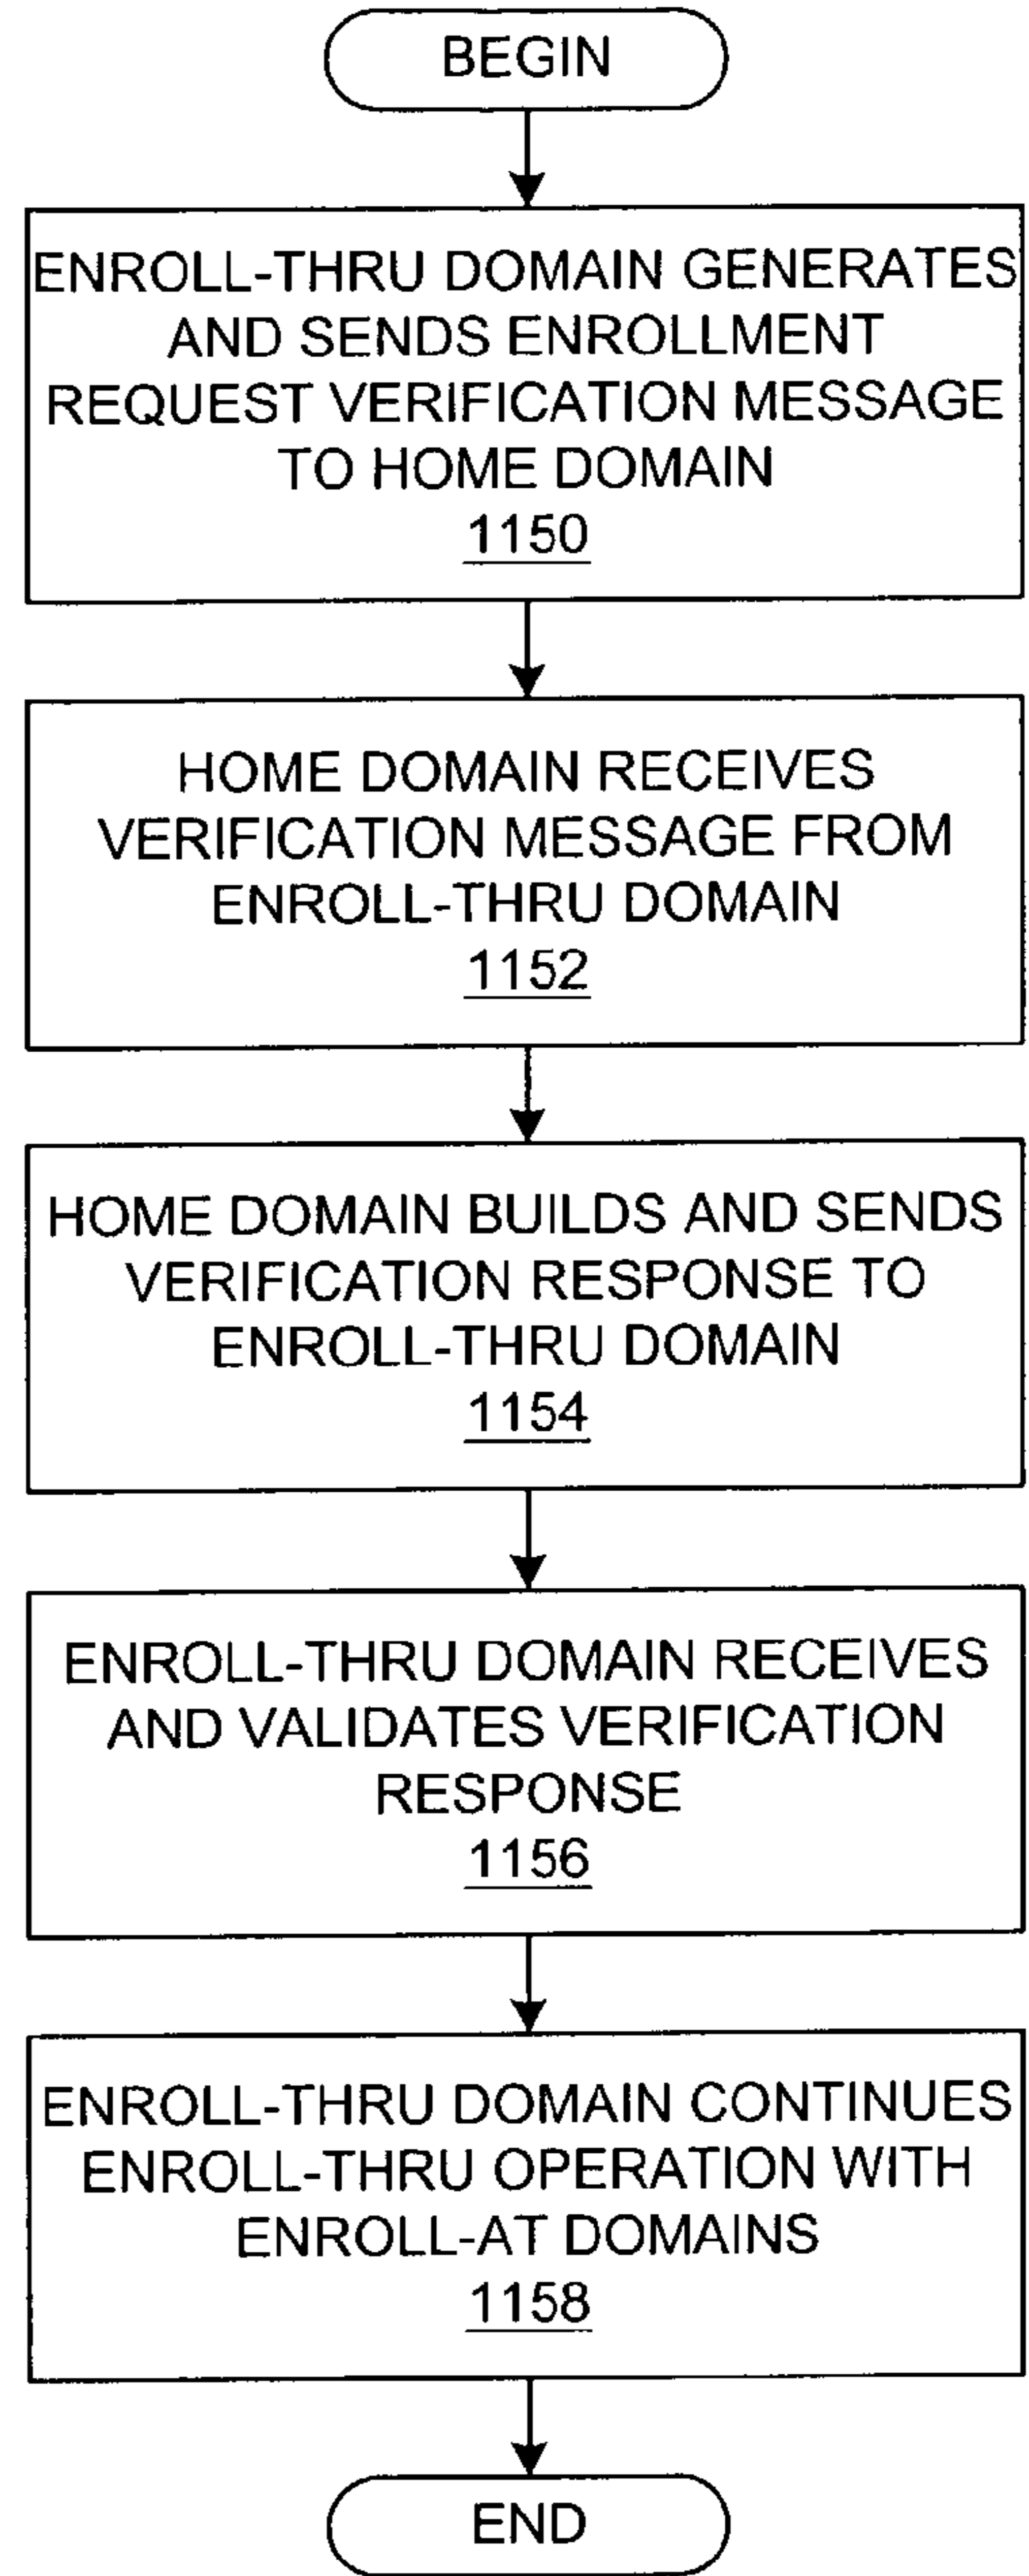 BEGIN
ENROLL-THRU DOMAIN GENERATES
AND SENDS ENROLLMENT
REQUEST VERIFICATION MESSAGE
TO HOME DOMAIN
1150
HOME DOMAIN RECEIVES
VERIFICATION MESSAGE FROM
ENROLL-THRU DOMAIN
1152
HOME DOMAIN BUILDS AND SENDS
VERIFICATION RESPONSE TO
ENROLL-THRU DOMAIN
1154
ENROLL-THRU DOMAIN RECEIVES
AND VALIDATES VERIFICATION
RESPONSE
1156
ENROLL-THRU DOMAIN CONTINUES
ENROLL-THRU OPERATION WITH
ENROLL-AT DOMAINS
1158
END